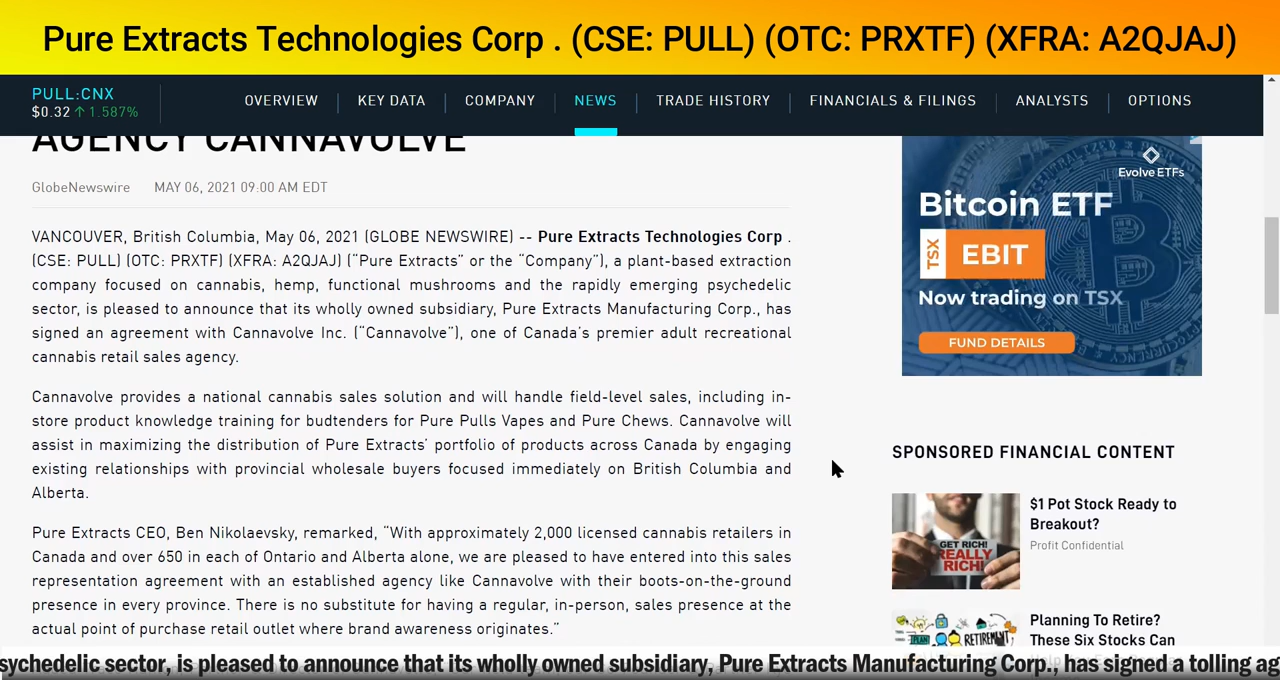 Pure Extracts Technologies Corp . (CSE: PULL) (OTC: PRXTF) (XFRA: A2QJAJ)
PULL:CNX
$0.32 ↑ 1.587%
OVERVIEW
KEY DATA
COMPANY
NEWS
TRADE HISTORY
FINANCIALS & FILINGS
ANALYSTS
OPTIONS
AGENCY CANNAVOLVE
GlobeNewswire MAY 06, 2021 09:00 AM EDT
VANCOUVER, British Columbia, May 06, 2021 (GLOBE NEWSWIRE) -- Pure Extracts Technologies Corp .
(CSE: PULL) (OTC: PRXTF) (XFRA: A2QJAJ) (“Pure Extracts” or the “Company”), a plant-based extraction
company focused on cannabis, hemp, functional mushrooms and the rapidly emerging psychedelic
sector, is pleased to announce that its wholly owned subsidiary, Pure Extracts Manufacturing Corp., has
signed an agreement with Cannavolve Inc. (“Cannavolve”), one of Canada’s premier adult recreational
cannabis retail sales agency.
Cannavolve provides a national cannabis sales solution and will handle field-level sales, including in-
store product knowledge training for budtenders for Pure Pulls Vapes and Pure Chews. Cannavolve will
assist in maximizing the distribution of Pure Extracts’ portfolio of products across Canada by engaging
existing relationships with provincial wholesale buyers focused immediately on British Columbia and
Alberta.
Pure Extracts CEO, Ben Nikolaevsky, remarked, “With approximately 2,000 licensed cannabis retailers in
Canada and over 650 in each of Ontario and Alberta alone, we are pleased to have entered into this sales
representation agreement with an established agency like Cannavolve with their boots-on-the-ground
presence in every province. There is no substitute for having a regular, in-person, sales presence at the
actual point of purchase retail outlet where brand awareness originates.”
Evolve ETFs
Bitcoin ETF
TSX
EBIT
Now trading on TSX
FUND DETAILS
SPONSORED FINANCIAL CONTENT
GET RICH!
REALLY
RICH!
$1 Pot Stock Ready to
Breakout?
Profit Confidential
PLAN
RETIREMENT
Planning To Retire?
These Six Stocks Can
sychedelic sector, is pleased to announce that its wholly owned subsidiary, Pure Extracts Manufacturing Corp., has signed a tolling ag